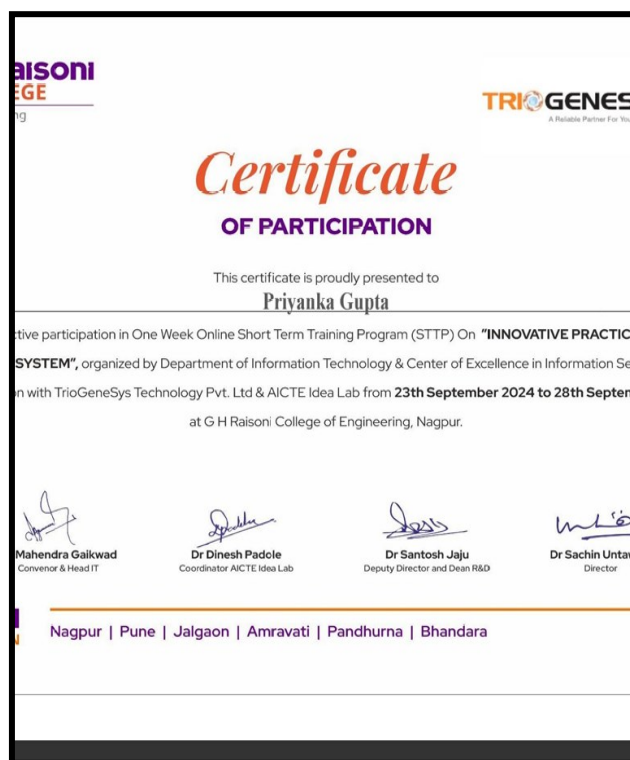 aisoni
EGE
ng
TRIOGENES
A Reliable Partner For You
Certificate
OF PARTICIPATION
This certificate is proudly presented to
Priyanka Gupta
tive participation in One Week Online Short Term Training Program (STTP) On "INNOVATIVE PRACTIC
SYSTEM", organized by Department of Information Technology & Center of Excellence in Information Se
n with TrioGeneSys Technology Pvt. Ltd & AICTE Idea Lab from 23th September 2024 to 28th Septem
at G H Raisoni College of Engineering, Nagpur.
Mahendra Gaikwad
Convenor & Head IT
Dr Dinesh Padole
Coordinator AICTE Idea Lab
Dr Santosh Jaju
Deputy Director and Dean R&D
Dr Sachin Untaw
Director
N
Nagpur | Pune | Jalgaon | Amravati | Pandhurna | Bhandara